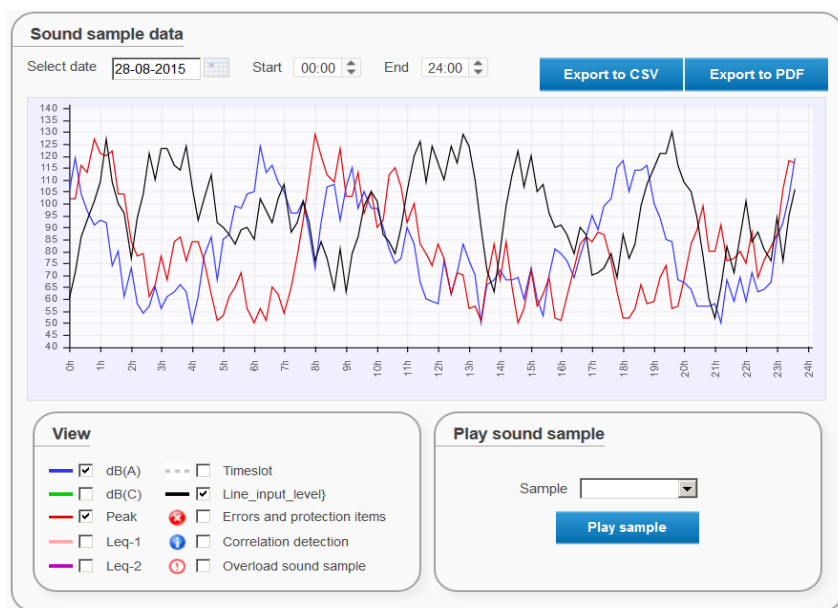 Sound sample data
Select date 28-08-2015 Start 00:00 End 24:00 Export to CSV Export to PDF
140
135
130
125
120
115
110
105
100
95
90
85
80
75
70
65
60
55
50
45
40
0h 1h 2h 3h 4h 5h 6h 7h 8h 9h 10h 11h 12h 13h 14h 15h 16h 17h 18h 19h 20h 21h 22h 23h 24h
View
dB(A) Timeslot
dB(C) Line_input_level}
Peak Errors and protection items
Leq-1 Correlation detection
Leq-2 Overload sound sample
Play sound sample
Sample
Play sample